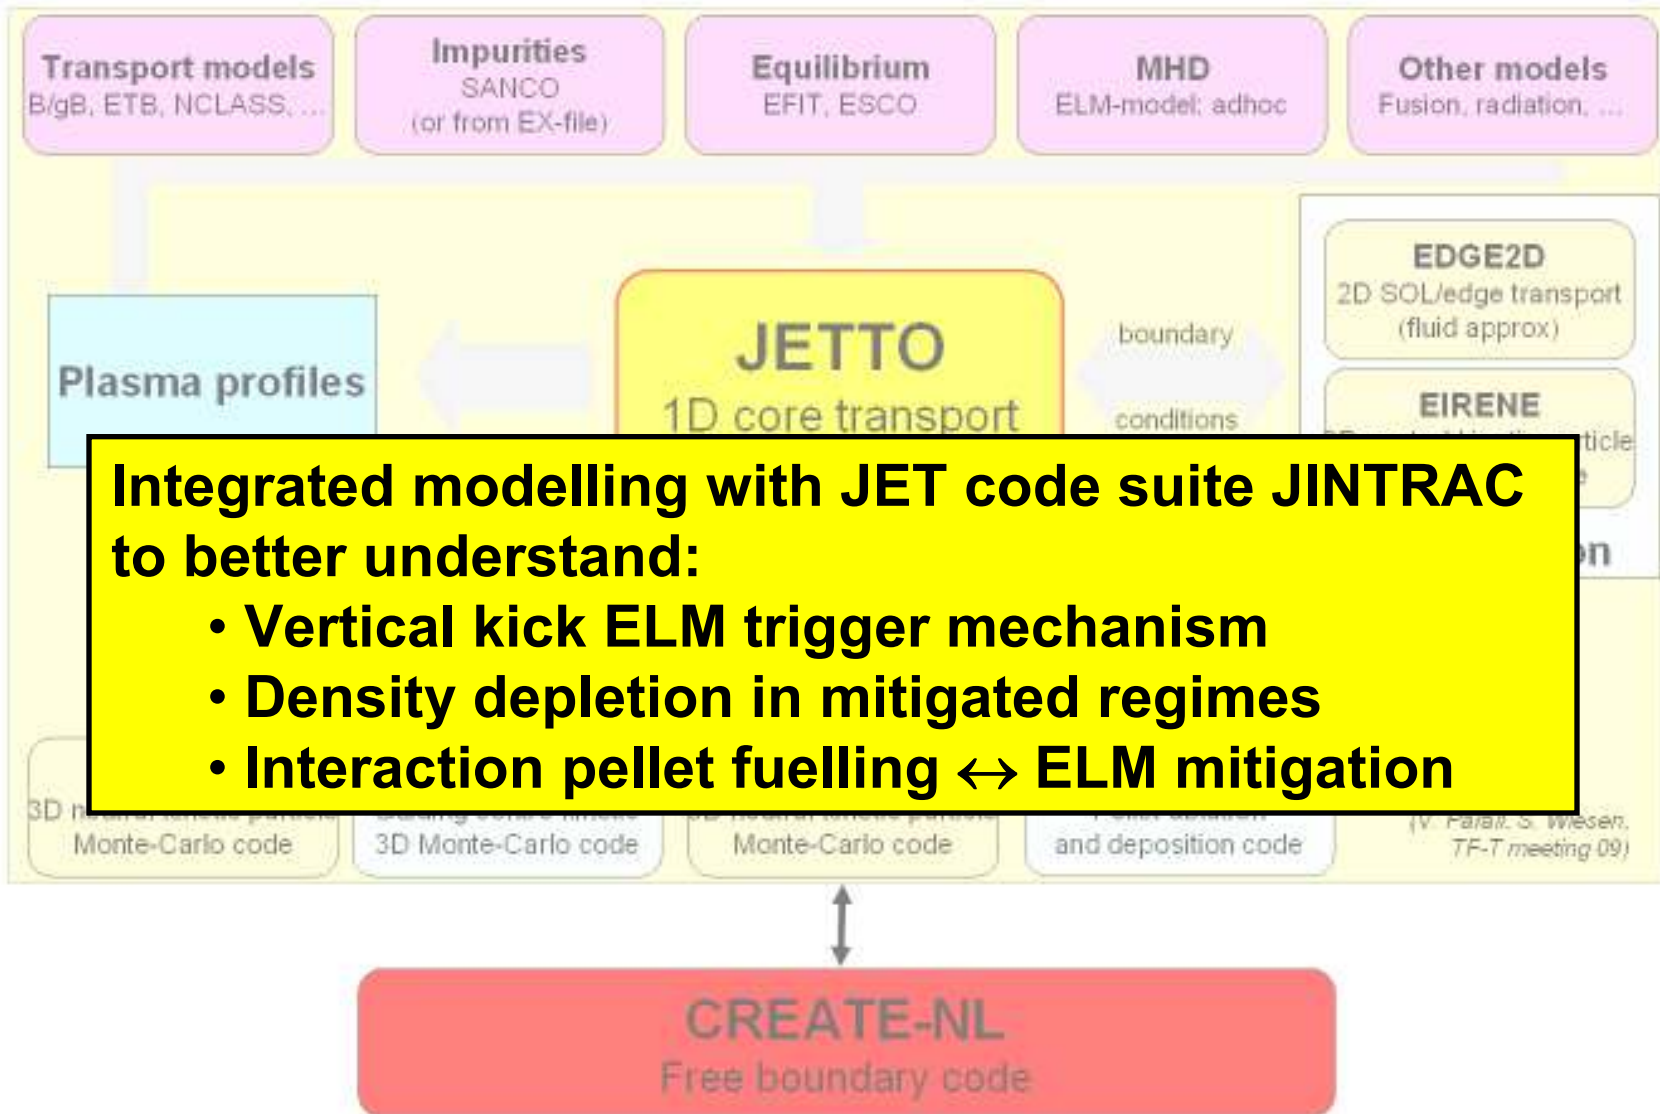 Transport models
B/gB, ETB, NCLASS, ...
Impurities
SANCO
(or from EX-file)
Equilibrium
EFIT, ESCO
MHD
ELM-model: adhoc
Other models
Fusion, radiation, ...
Plasma profiles
JETTO
1D core transport
boundary
conditions
EDGE2D
2D SOL/edge transport
(fluid approx)
EIRENE
Integrated modelling with JET code suite JINTRAC
to better understand:
• Vertical kick ELM trigger mechanism
• Density depletion in mitigated regimes
• Interaction pellet fuelling ↔ ELM mitigation
3D
Monte-Carlo code
3D Monte-Carlo code
Monte-Carlo code
and deposition code
(V. Parail, S. Wiesen,
TF-T meeting 09)
CREATE-NL
Free boundary code